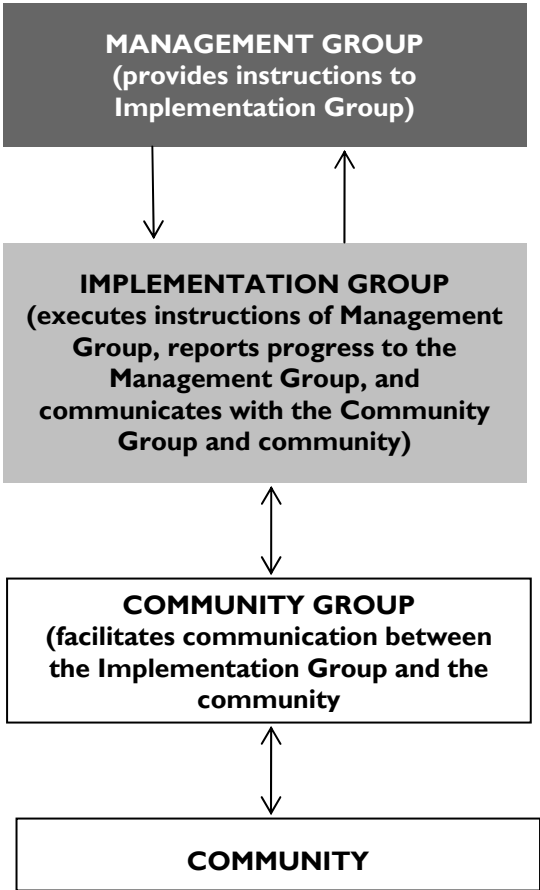 MANAGEMENT GROUP
(provides instructions to
Implementation Group)
IMPLEMENTATION GROUP
(executes instructions of Management
Group, reports progress to the
Management Group, and
communicates with the Community
Group and community)
COMMUNITY GROUP
(facilitates communication between
the Implementation Group and the
community
COMMUNITY